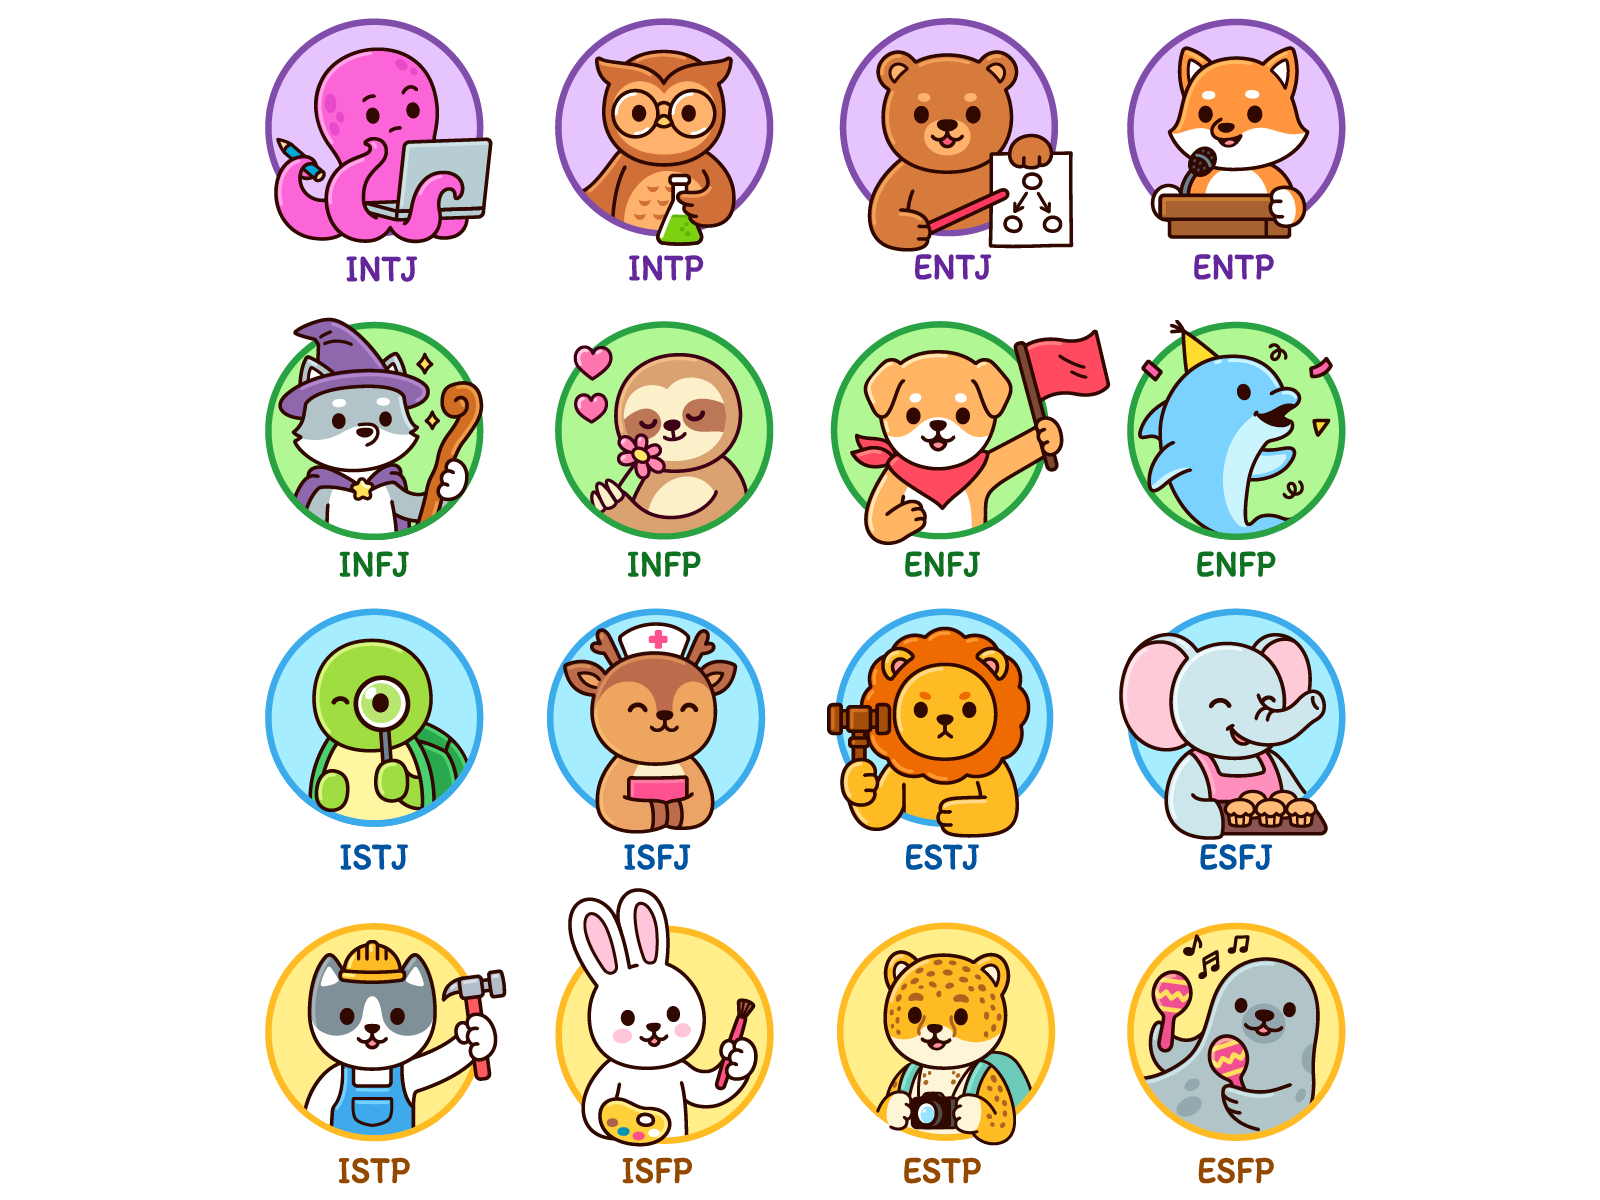 INTJ
INTP
ENTJ
ENTP
INFJ
INFP
ENFJ
ENFP
ISTJ
ISFJ
ESTJ
ESFJ
ISTP
ISFP
ESTP
ESFP